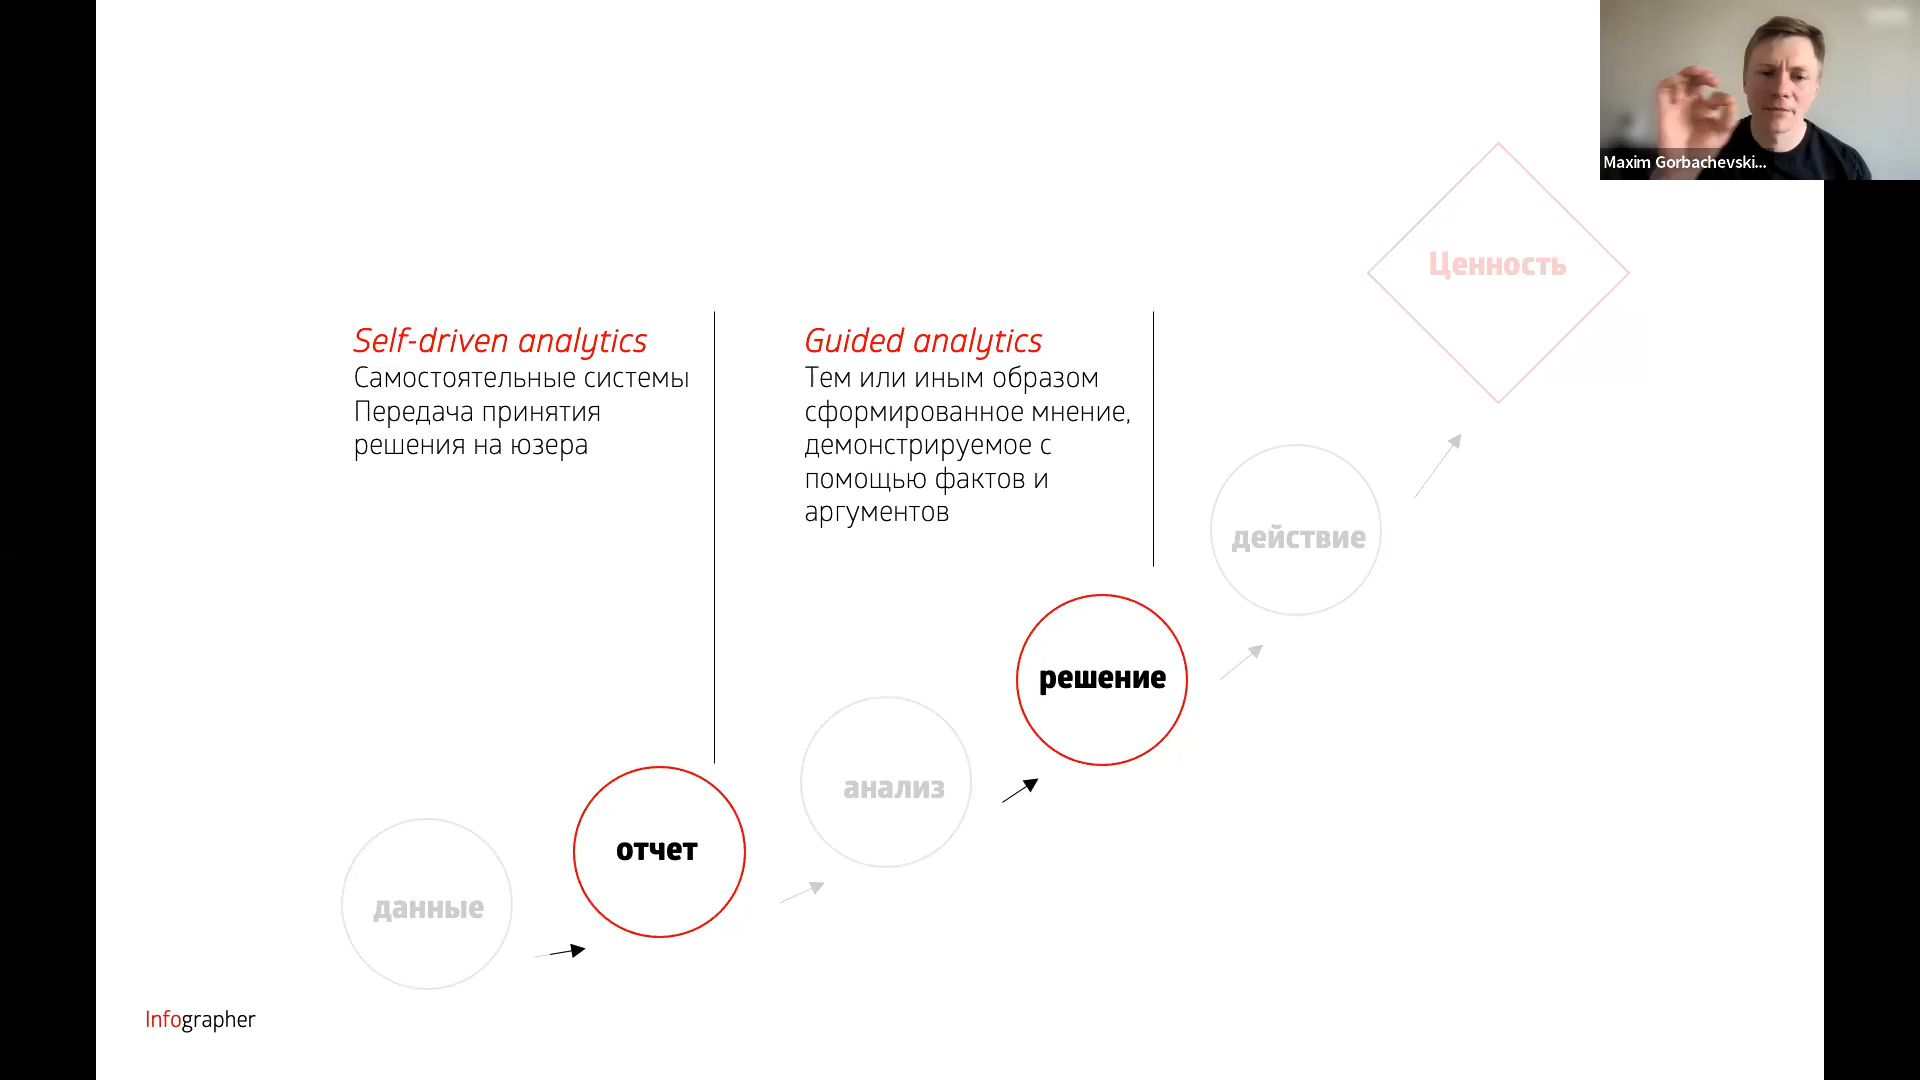 Maxim Gorbachevski...
Ценность
Self-driven analytics
Самостоятельные системы
Передача принятия
решения на юзера
Guided analytics
Тем или иным образом
сформированное мнение,
демонстрируемое с
помощью фактов и
аргументов
действие
решение
анализ
отчет
данные
Infographer